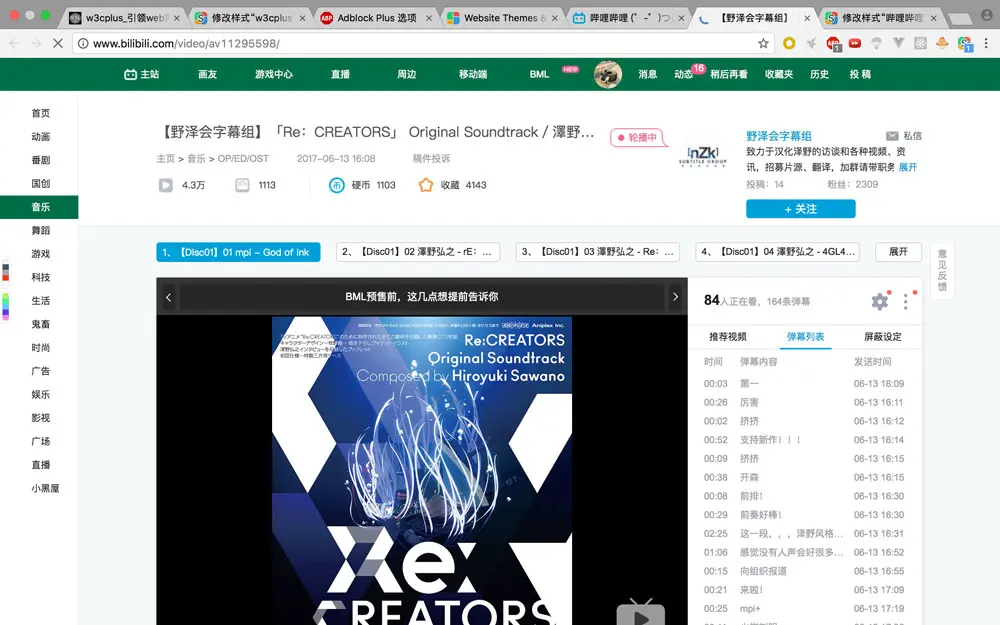 w3cplus_引领web前
修改样式"w3cplus
Adblock Plus 选项
Website Themes &
哔哩哔哩 (゜-゜)つ
【野泽会字幕组】
修改样式"哔哩哔哩
www.bilibili.com/video/av11295598/
主站
画友
游戏中心
直播
周边
移动端
BML
NEW
消息
动态
16
稍后再看
收藏夹
历史
投 稿
首页
动画
番剧
国创
音乐
舞蹈
游戏
科技
生活
鬼畜
时尚
广告
娱乐
影视
广场
直播
小黑屋
【野泽会字幕组】「Re：CREATORS」 Original Soundtrack / 澤野...
轮播中
主页 > 音乐 > OP/ED/OST
2017-06-13 16:08
稿件投诉
4.3万
1113
硬币 1103
收藏 4143
[nZk]
SUBTITLE GROUP
野泽会字幕组
私信
致力于汉化泽野的访谈和各种视频、资
讯，招募片源、翻译，加群请带职务
展开
投稿：14
粉丝：2309
+ 关注
1、【Disc01】01 mpi – God of ink
2、【Disc01】02 澤野弘之 - rE： ...
3、【Disc01】03 澤野弘之 - Re： ...
4、【Disc01】04 澤野弘之 - 4GL4...
展开
意见反馈
BML预售前，这几点想提前告诉你
Aniplex Inc.
Re:CREATORS
Original Soundtrack
Composed by Hiroyuki Sawano
Re:
CREATORS
84人正在看，164条弹幕
推荐视频
弹幕列表
屏蔽设定
时间
弹幕内容
发送时间
00:03 第一 06-13 16:09
00:26 厉害 06-13 16:11
00:02 挤挤 06-13 16:12
00:52 支持新作！！！ 06-13 16:14
00:09 挤挤 06-13 16:15
00:38 开森 06-13 16:15
00:08 前排！ 06-13 16:30
00:29 前奏好棒！ 06-13 16:30
02:25 这一段，，，泽野风格... 06-13 16:31
01:06 感觉没有人声会好很多... 06-13 16:52
00:15 向组织报道 06-13 16:55
00:21 来啦！ 06-13 17:09
00:25 mpi+ 06-13 17:19